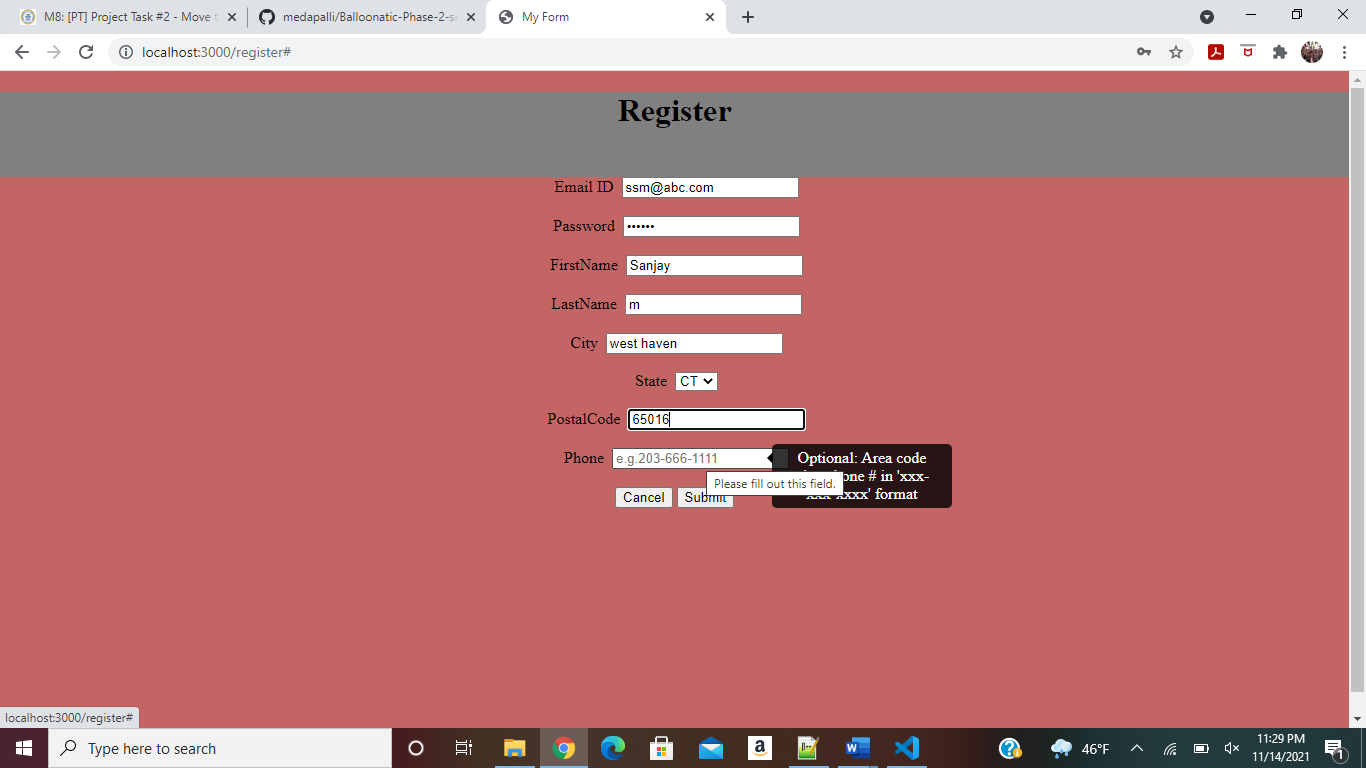 M8: [PT] Project Task #2 - Move t
medapalli/Balloonatic-Phase-2-s
My Form
localhost:3000/register#
Register
Email ID ssm@abc.com
Password ••••••
FirstName Sanjay
LastName m
City west haven
State CT
PostalCode 65016
Phone e.g.203-666-1111
Optional: Area code
# in 'xxx-
xxx-xxxx' format
Please fill out this field.
Cancel Submit
localhost:3000/register#
Type here to search
46°F
11:29 PM
11/14/2021
1